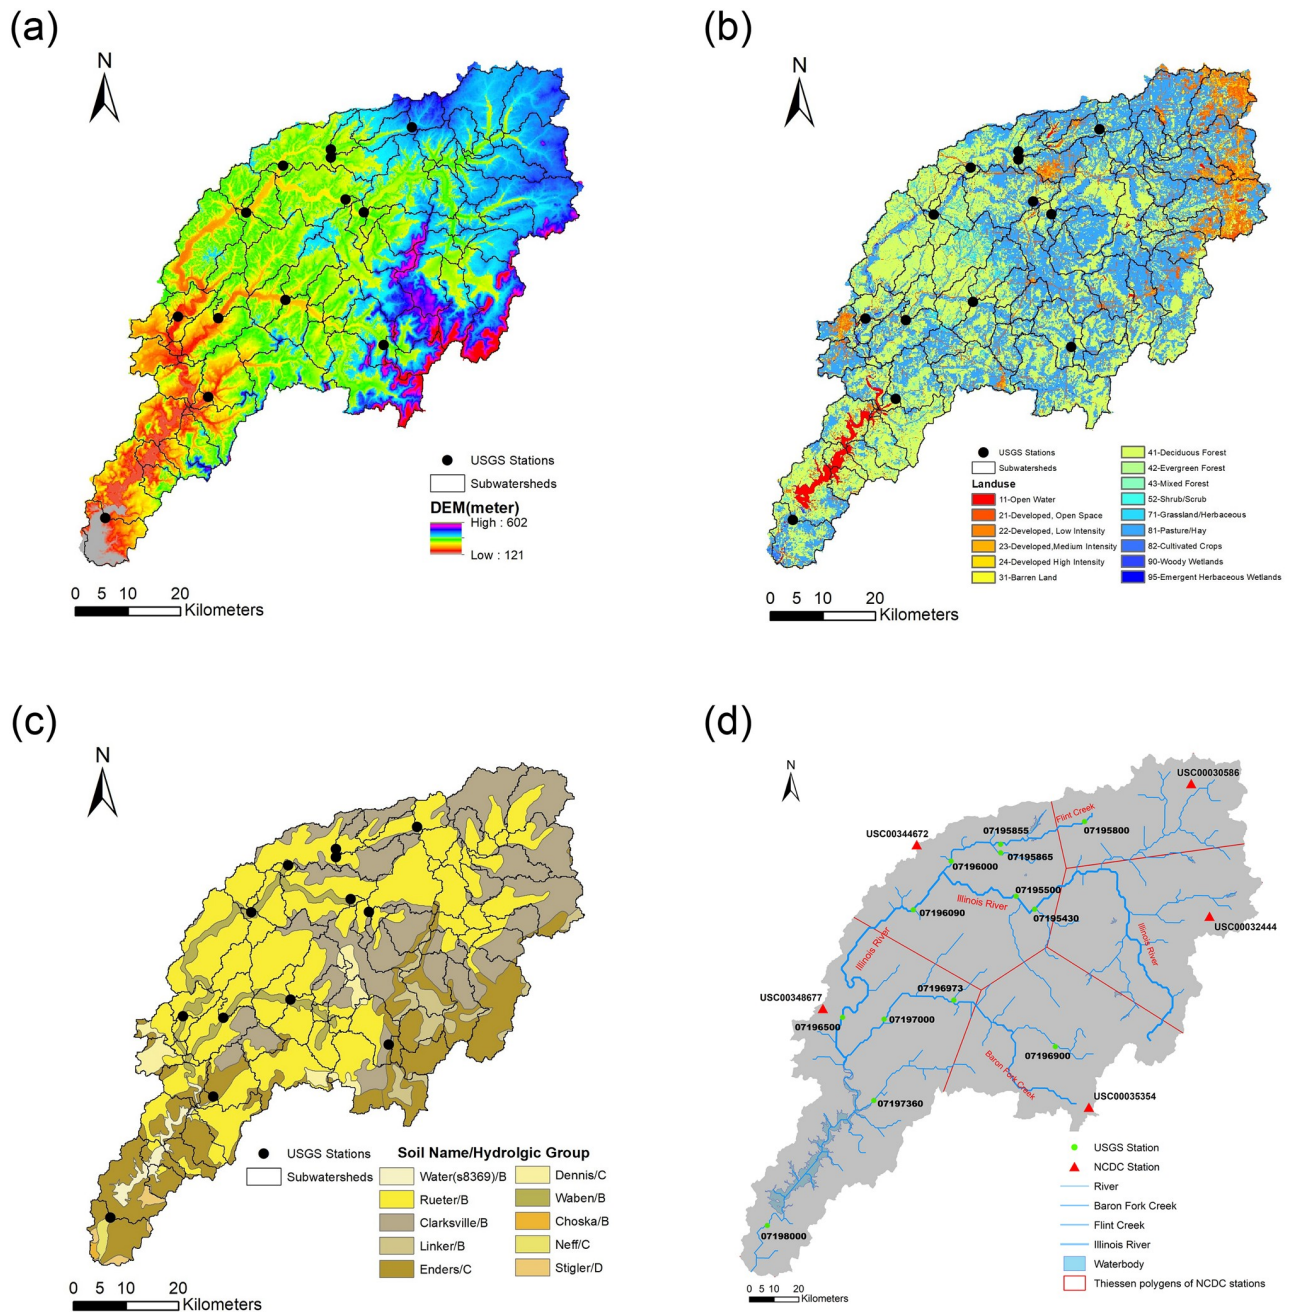 (a)
N
USGS Stations
Subwatersheds
DEM(meter)
High : 602
Low : 121
0 5 10 20
Kilometers
(b)
N
USGS Stations
Subwatersheds
Landuse
11-Open Water
21-Developed, Open Space
22-Developed, Low Intensity
23-Developed,Medium Intensity
24-Developed High Intensity
31-Barren Land
41-Deciduous Forest
42-Evergreen Forest
43-Mixed Forest
52-Shrub/Scrub
71-Grassland/Herbaceous
81-Pasture/Hay
82-Cultivated Crops
90-Woody Wetlands
95-Emergent Herbaceous Wetlands
0 5 10 20
Kilometers
(c)
N
USGS Stations
Subwatersheds
Soil Name/Hydrolgic Group
Water(s8369)/B
Rueter/B
Clarksville/B
Linker/B
Enders/C
Dennis/C
Waben/B
Choska/B
Neff/C
Stigler/D
0 5 10 20
Kilometers
(d)
N
USC00030586
Flint Creek
07195800
07195855
USC00344672
07195865
07196000
07195500
Illinois River
07196090
07195430
USC00032444
Illinois River
Illinois River
07196973
USC00348677
07196500
07197000
07196900
Baron Fork Creek
USC00035354
07197360
07198000
USGS Station
NCDC Station
River
Baron Fork Creek
Flint Creek
Illinois River
Waterbody
Thiessen polygens of NCDC stations
0 5 10 20
Kilometers